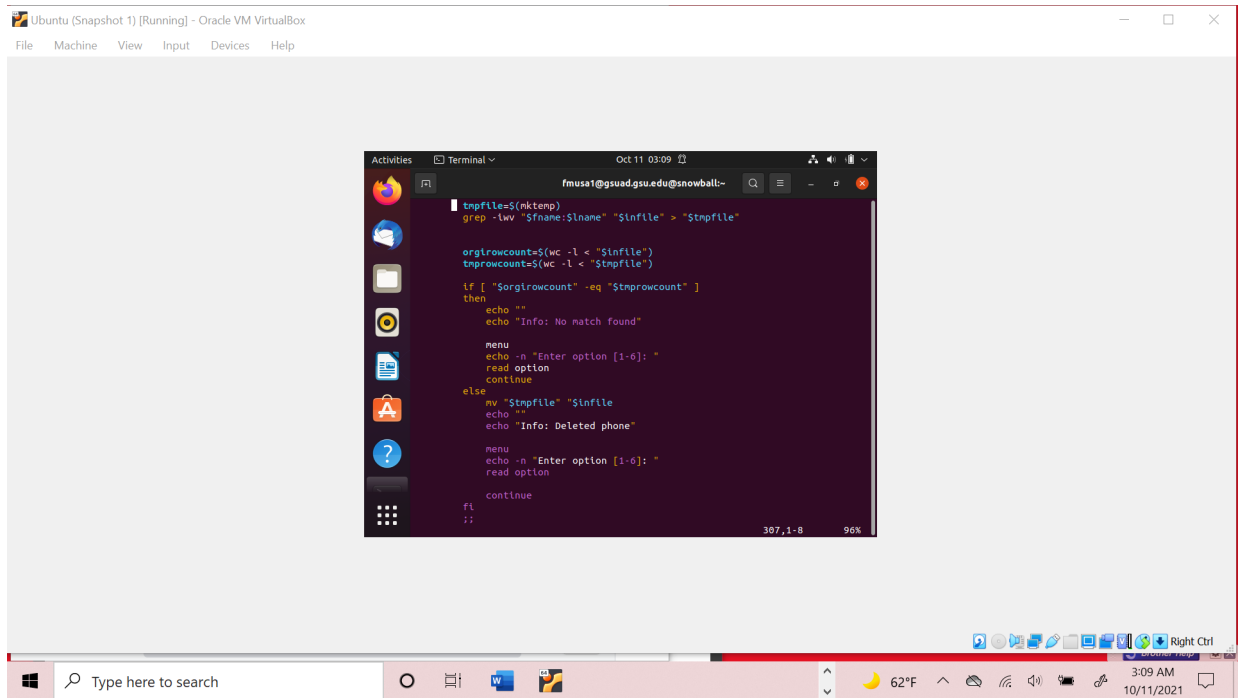 Ubuntu (Snapshot 1) [Running] - Oracle VM VirtualBox
File Machine View Input Devices Help
Activities Terminal Oct 11 03:09
fmusa1@gsuad.gsu.edu@snowball:~
tmpfile=$(mktemp)
grep -iwv "$fname:$lname" "$infile" > "$tmpfile"
orgirowcount=$(wc -l < "$infile")
tmprowcount=$(wc -l < "$tmpfile")
if [ "$orgirowcount" -eq "$tmprowcount" ]
then
echo ""
echo "Info: No match found"
menu
echo -n "Enter option [1-6]: "
read option
continue
else
mv "$tmpfile" "$infile
echo ""
echo "Info: Deleted phone"
menu
echo -n "Enter option [1-6]: "
read option
continue
fi
;;
307,1-8 96%
Right Ctrl
Type here to search
W
64
62°F
3:09 AM
10/11/2021